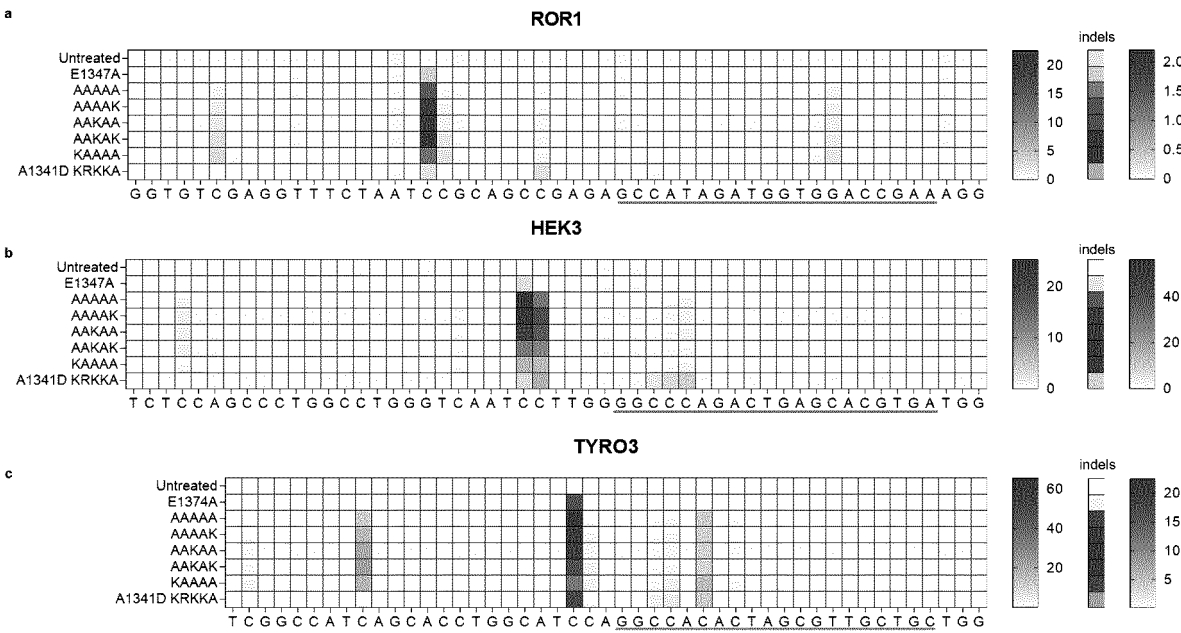 a
ROR1
indels
Untreated
E1347A
AAAAA
AAAAK
AAKAA
AAKAK
KAAAA
A1341D KRKKA
20
15
10
5
0
2.0
1.5
1.0
0.5
0
G G T G T C G A G G T T T C T A A T C C G C A G C C G A G A G C C A T A G A T G G T G G A C C G A A A G G
HEK3
b
indels
Untreated
E1347A
AAAAA
AAAAK
AAKAA
AAKAK
KAAAA
A1341D KRKKA
20
10
0
40
20
0
T C T C C A G C C C T G G C C T G G G T C A A T C C T T G G G G C C C A G A C T G A G C A C G T G A T G G
TYRO3
c
indels
Untreated
E1374A
AAAAA
AAAAK
AAKAA
AAKAK
KAAAA
A1341D KRKKA
60
40
20
20
15
10
5
T C G G C C A T C A G C A C C T G G C A T C C A G G C C A C A C T A G C G T T G C T G C T G G